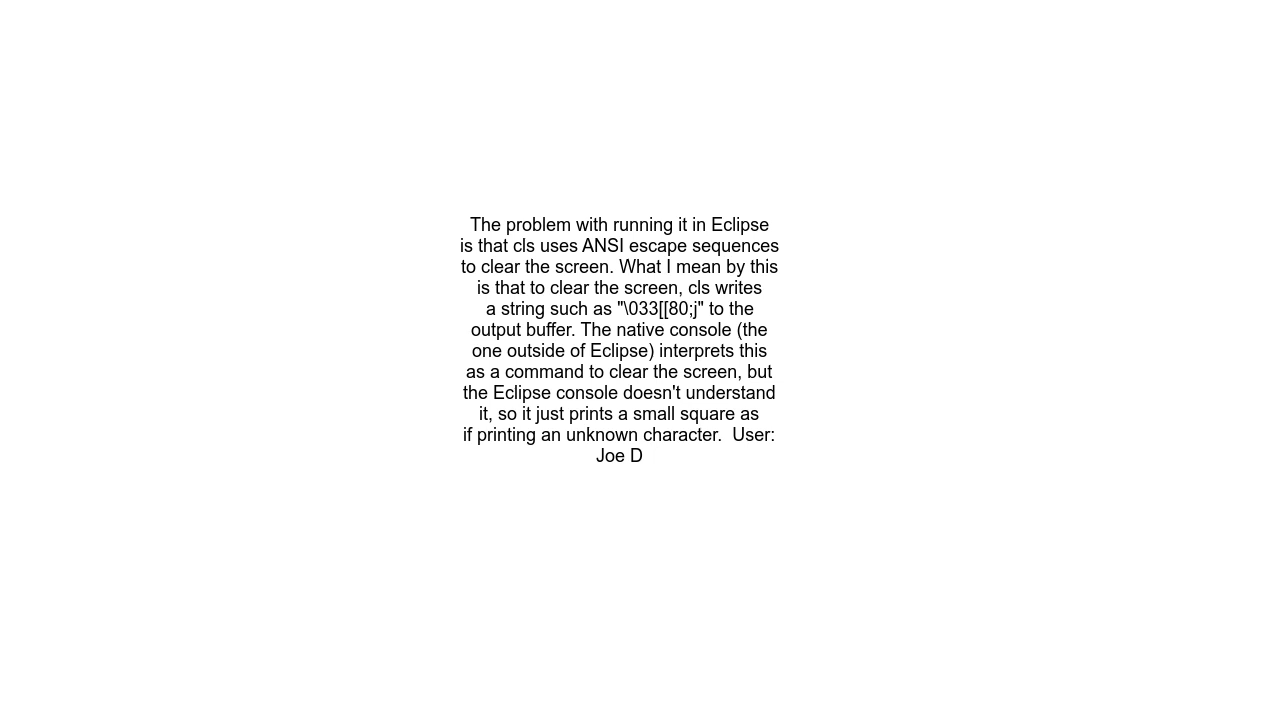 The problem with running it in Eclipse
is that cls uses ANSI escape sequences
to clear the screen. What I mean by this
is that to clear the screen, cls writes
a string such as "\033[[80;j" to the
output buffer. The native console (the
one outside of Eclipse) interprets this
as a command to clear the screen, but
the Eclipse console doesn't understand
it, so it just prints a small square as
if printing an unknown character.  User:
Joe D